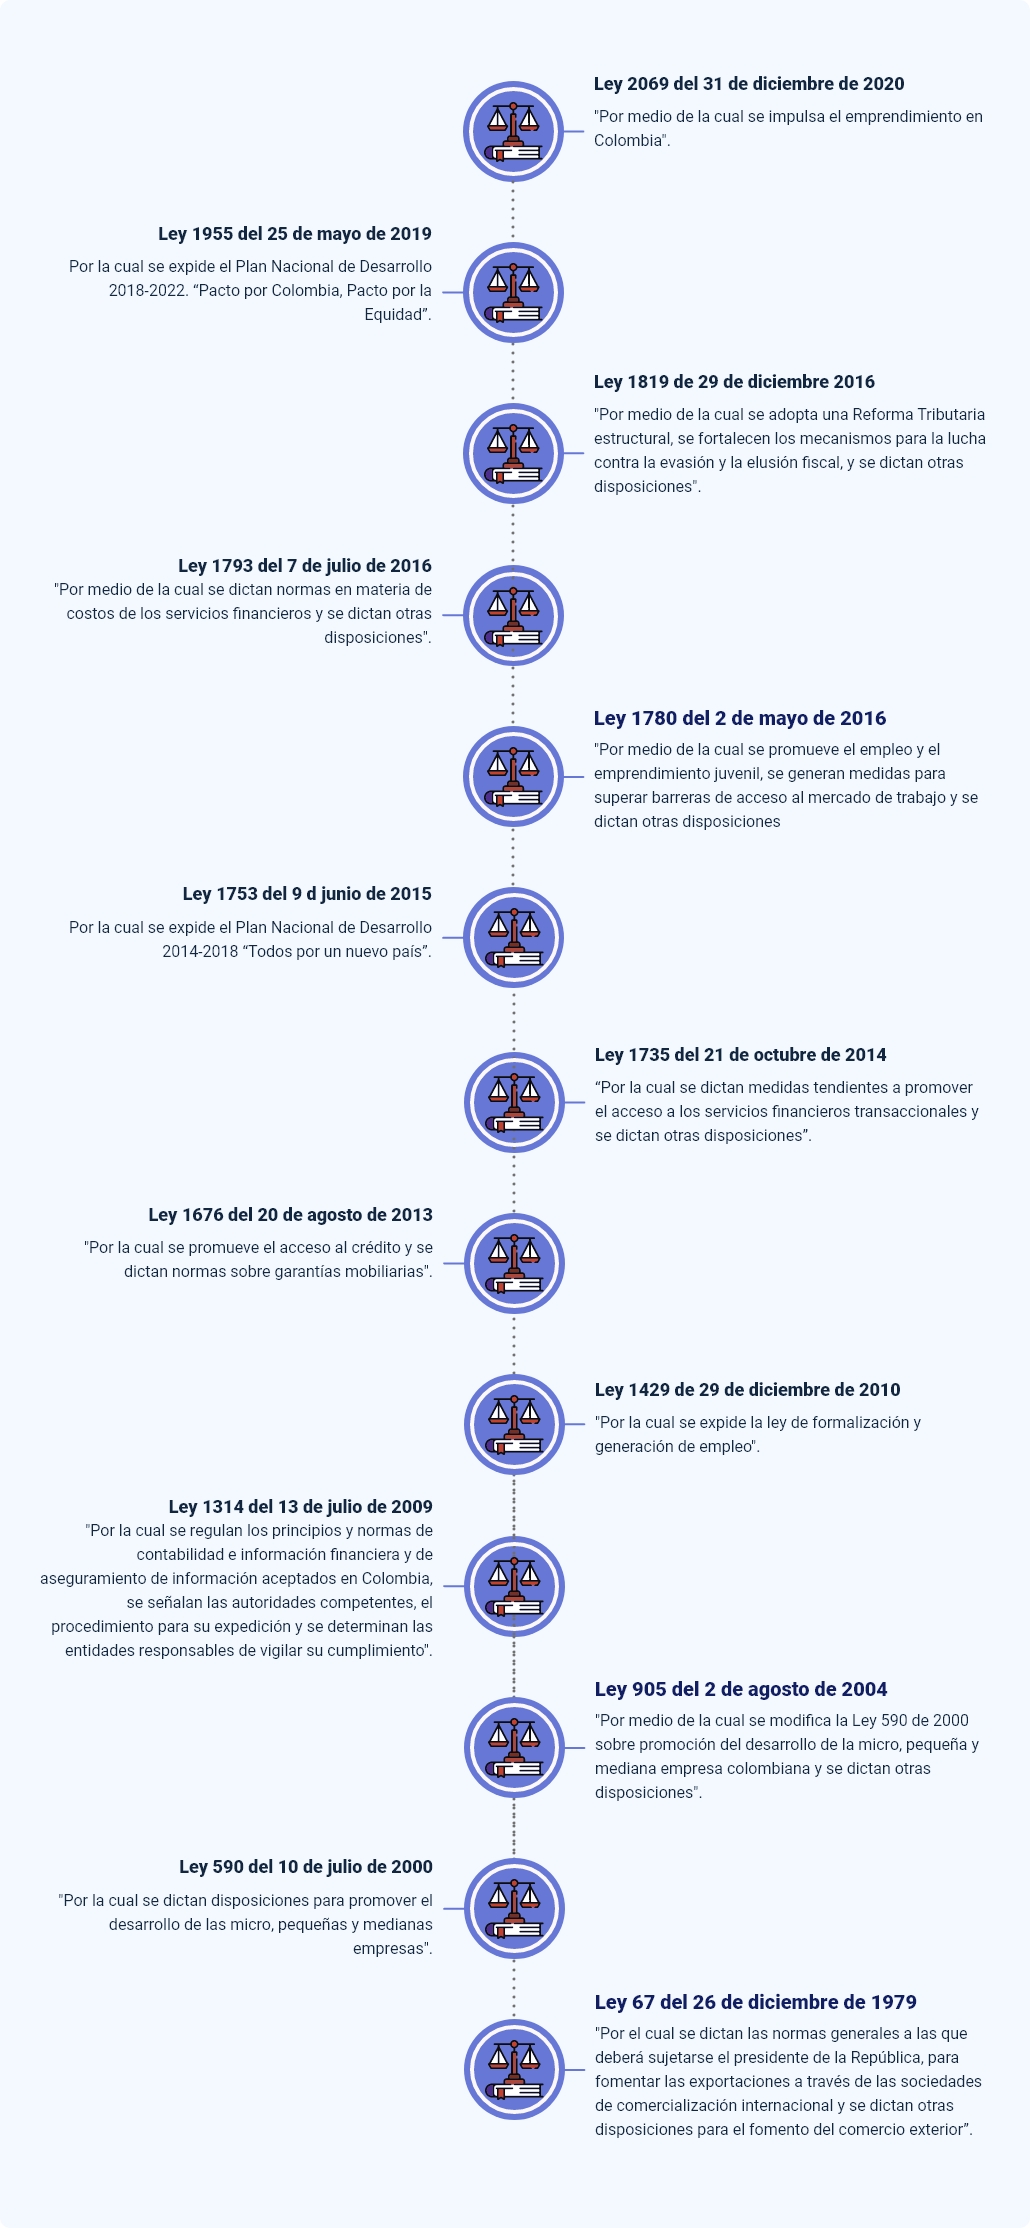 Ley 2069 del 31 de diciembre de 2020
"Por medio de la cual se impulsa el emprendimiento en
Colombia".
Ley 1955 del 25 de mayo de 2019
Por la cual se expide el Plan Nacional de Desarrollo
2018-2022. “Pacto por Colombia, Pacto por la
Equidad”.
Ley 1819 de 29 de diciembre 2016
"Por medio de la cual se adopta una Reforma Tributaria
estructural, se fortalecen los mecanismos para la lucha
contra la evasión y la elusión fiscal, y se dictan otras
disposiciones".
Ley 1793 del 7 de julio de 2016
"Por medio de la cual se dictan normas en materia de
costos de los servicios financieros y se dictan otras
disposiciones".
Ley 1780 del 2 de mayo de 2016
"Por medio de la cual se promueve el empleo y el
emprendimiento juvenil, se generan medidas para
superar barreras de acceso al mercado de trabajo y se
dictan otras disposiciones
Ley 1753 del 9 d junio de 2015
Por la cual se expide el Plan Nacional de Desarrollo
2014-2018 “Todos por un nuevo país”.
Ley 1735 del 21 de octubre de 2014
“Por la cual se dictan medidas tendientes a promover
el acceso a los servicios financieros transaccionales y
se dictan otras disposiciones”.
Ley 1676 del 20 de agosto de 2013
"Por la cual se promueve el acceso al crédito y se
dictan normas sobre garantías mobiliarias".
Ley 1429 de 29 de diciembre de 2010
"Por la cual se expide la ley de formalización y
generación de empleo".
Ley 1314 del 13 de julio de 2009
"Por la cual se regulan los principios y normas de
contabilidad e información financiera y de
aseguramiento de información aceptados en Colombia,
se señalan las autoridades competentes, el
procedimiento para su expedición y se determinan las
entidades responsables de vigilar su cumplimiento".
Ley 905 del 2 de agosto de 2004
"Por medio de la cual se modifica la Ley 590 de 2000
sobre promoción del desarrollo de la micro, pequeña y
mediana empresa colombiana y se dictan otras
disposiciones".
Ley 590 del 10 de julio de 2000
"Por la cual se dictan disposiciones para promover el
desarrollo de las micro, pequeñas y medianas
empresas".
Ley 67 del 26 de diciembre de 1979
"Por el cual se dictan las normas generales a las que
deberá sujetarse el presidente de la República, para
fomentar las exportaciones a través de las sociedades
de comercialización internacional y se dictan otras
disposiciones para el fomento del comercio exterior”.